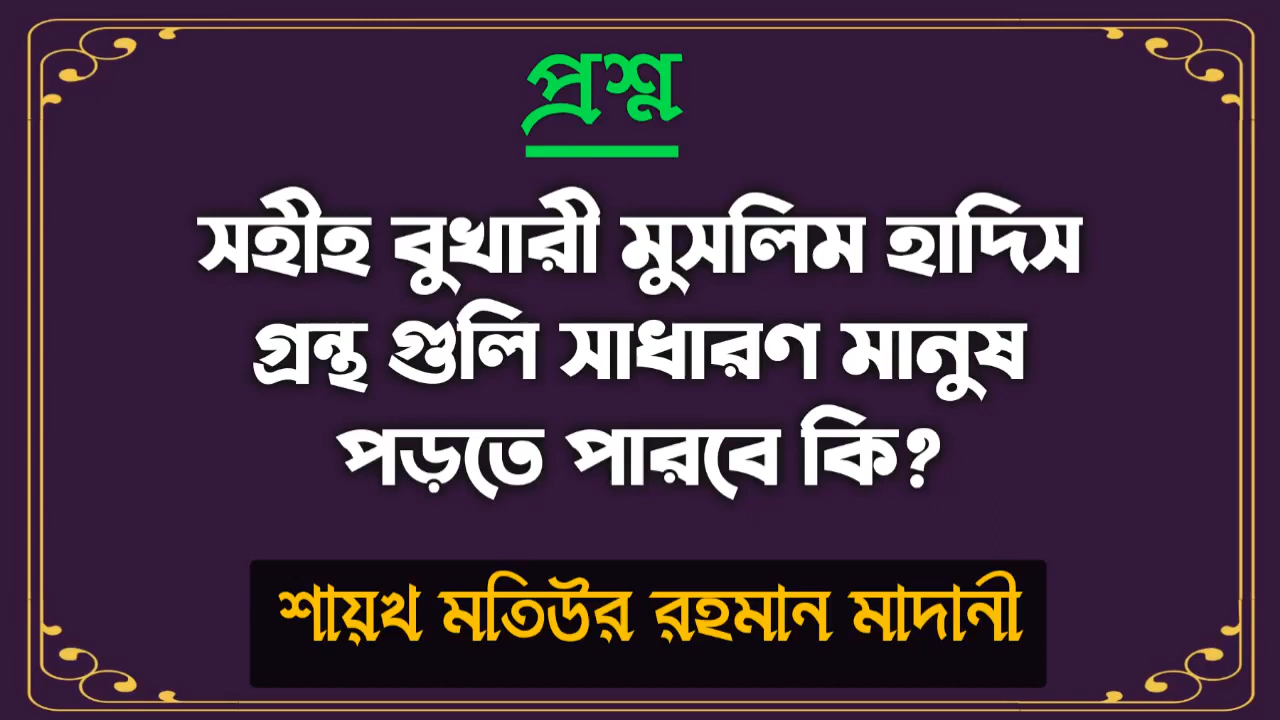 প্রশ্ন
সহীহ বুখারী মুসলিম হাদিস
গ্রন্থ গুলি সাধারণ মানুষ
পড়তে পারবে কি?
শায়খ মতিউর রহমান মাদানী